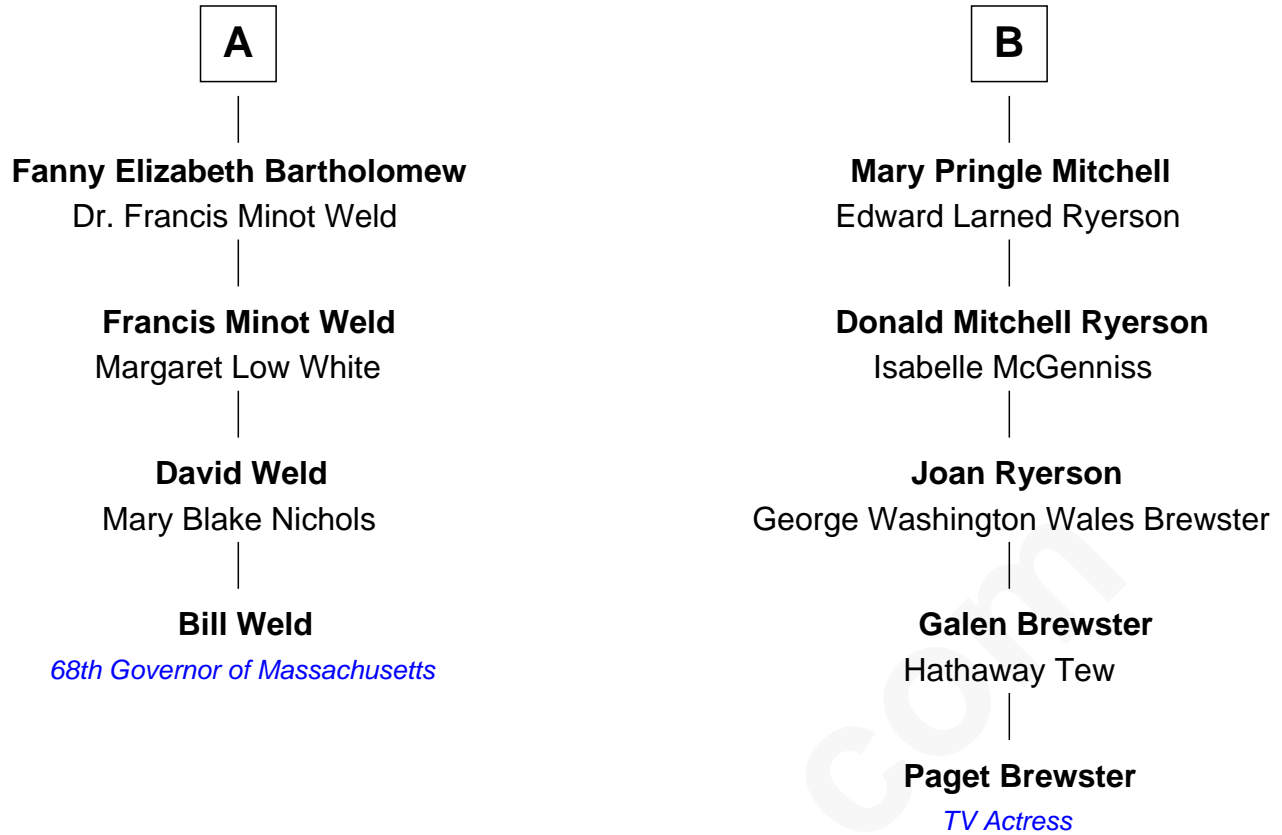 A
Fanny Elizabeth Bartholomew
Dr. Francis Minot Weld
Francis Minot Weld
Margaret Low White
David Weld
Mary Blake Nichols
Bill Weld
68th Governor of Massachusetts
B
Mary Pringle Mitchell
Edward Larned Ryerson
Donald Mitchell Ryerson
Isabelle McGenniss
Joan Ryerson
George Washington Wales Brewster
Galen Brewster
Hathaway Tew
Paget Brewster
TV Actress
com